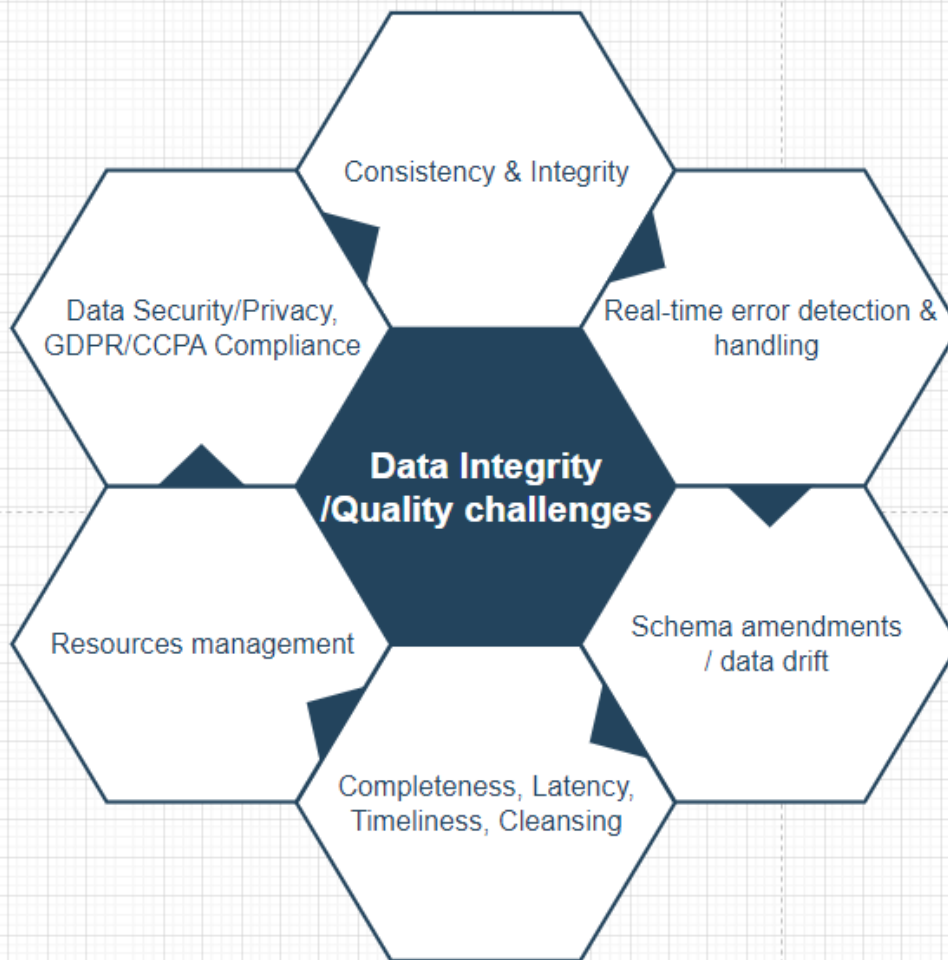 Consistency & Integrity
Data Security/Privacy,
GDPR/CCPA Compliance
Real-time error detection &
handling
Data Integrity
/Quality challenges
Resources management
Schema amendments
/ data drift
Completeness, Latency,
Timeliness, Cleansing